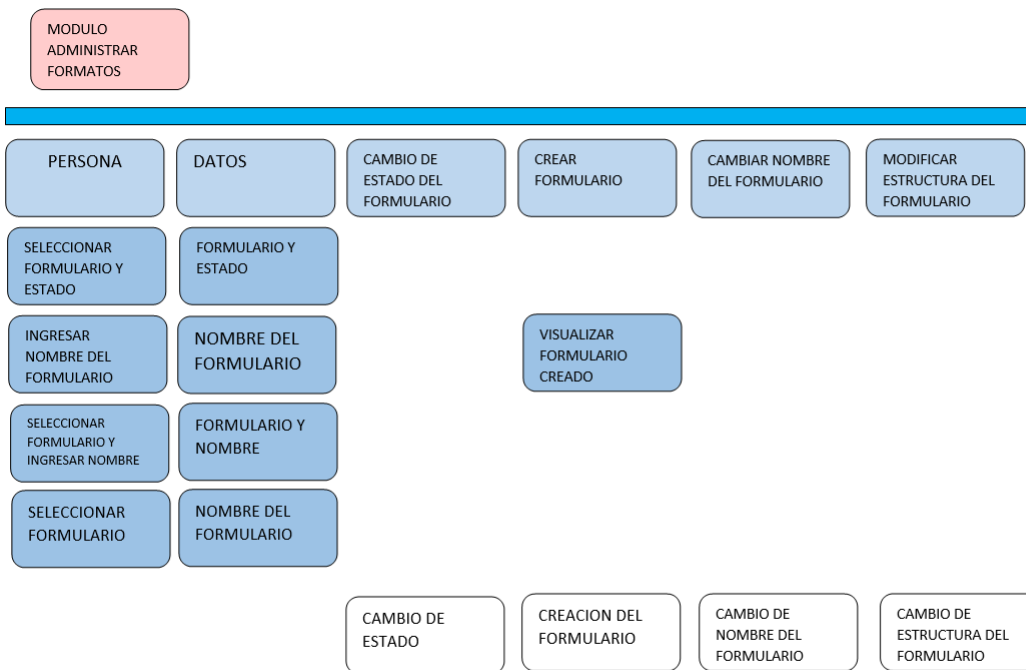 MODULO
ADMINISTRAR
FORMATOS
PERSONA
DATOS
CAMBIO DE
ESTADO DEL
FORMULARIO
CREAR
FORMULARIO
CAMBIAR NOMBRE
DEL FORMULARIO
MODIFICAR
ESTRUCTURA DEL
FORMULARIO
SELECCIONAR
FORMULARIO Y
ESTADO
FORMULARIO Y
ESTADO
INGRESAR
NOMBRE DEL
FORMULARIO
NOMBRE DEL
FORMULARIO
VISUALIZAR
FORMULARIO
CREADO
SELECCIONAR
FORMULARIO Y
INGRESAR NOMBRE
FORMULARIO Y
NOMBRE
SELECCIONAR
FORMULARIO
NOMBRE DEL
FORMULARIO
CAMBIO DE
ESTADO
CREACION DEL
FORMULARIO
CAMBIO DE
NOMBRE DEL
FORMULARIO
CAMBIO DE
ESTRUCTURA DEL
FORMULARIO